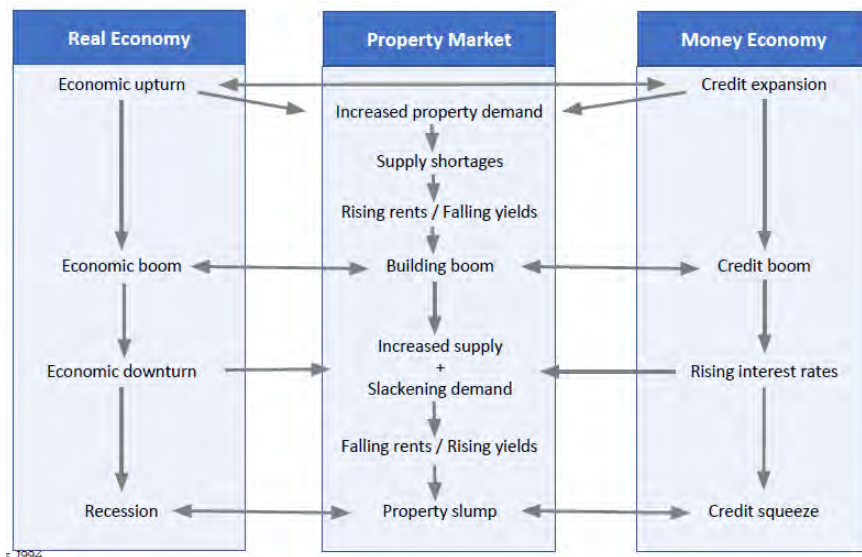 Real Economy
Property Market
Money Economy
Economic upturn
Credit expansion
Increased property demand
Supply shortages
Rising rents / Falling yields
Economic boom
Building boom
Credit boom
Increased supply
+
Slackening demand
Economic downturn
Rising interest rates
Falling rents / Rising yields
Recession
Property slump
Credit squeeze